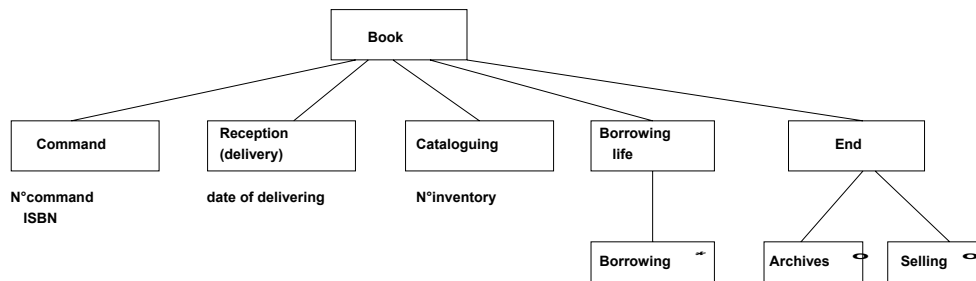 Book
Command
Reception
(delivery)
Cataloguing
Borrowing
life
End
N°command
ISBN
date of delivering
N°inventory
Borrowing *
Archives o
Selling o